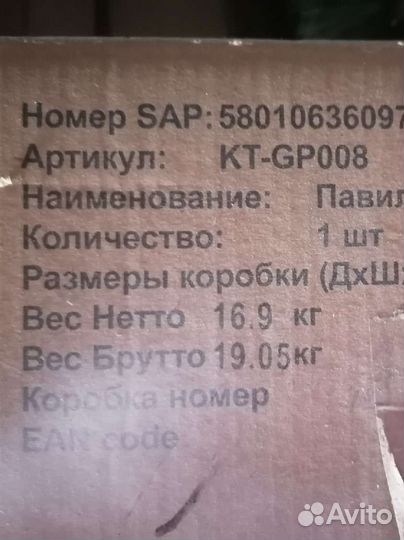 Номер SAP: 58010636097
Артикул: KT-GP008
Наименование: Павил
Количество: 1 шт
Размеры коробки (ДхШ
Вес Нетто 16.9 кг
Вес Брутто 19.05кг
Коробка номер
EAN code
Avito